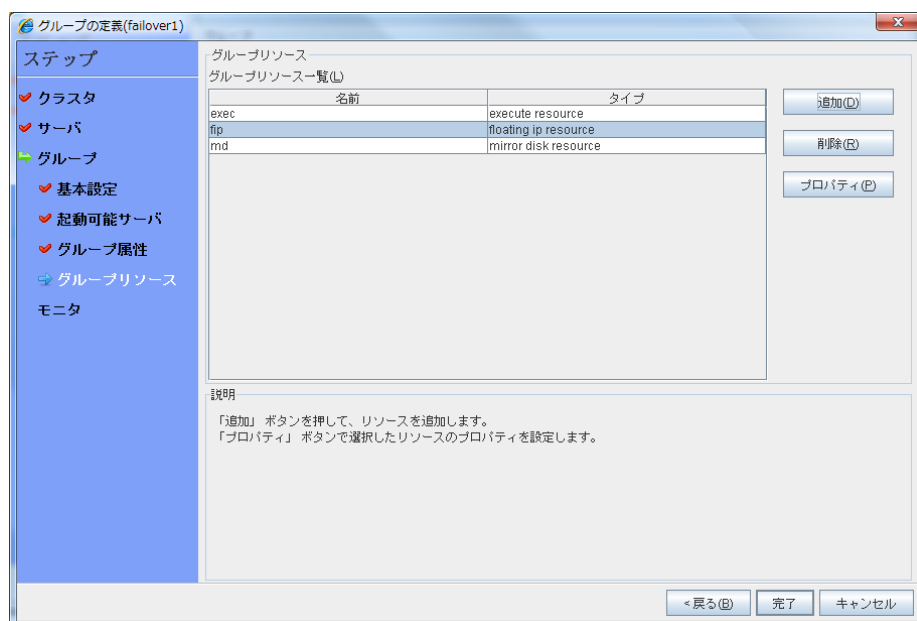 グループの定義(failover1)
ステップ
クラスタ
サーバ
グループ
基本設定
起動可能サーバ
グループ属性
グループリソース
モニタ
グループリソース
グループリソース一覧(L)
名前 タイプ
exec execute resource
fip floating ip resource
md mirror disk resource
追加(D)
削除(R)
プロパティ(P)
説明
「追加」 ボタンを押して、リソースを追加します。
「プロパティ」 ボタンで選択したリソースのプロパティを設定します。
<戻る(B) 完了 キャンセル